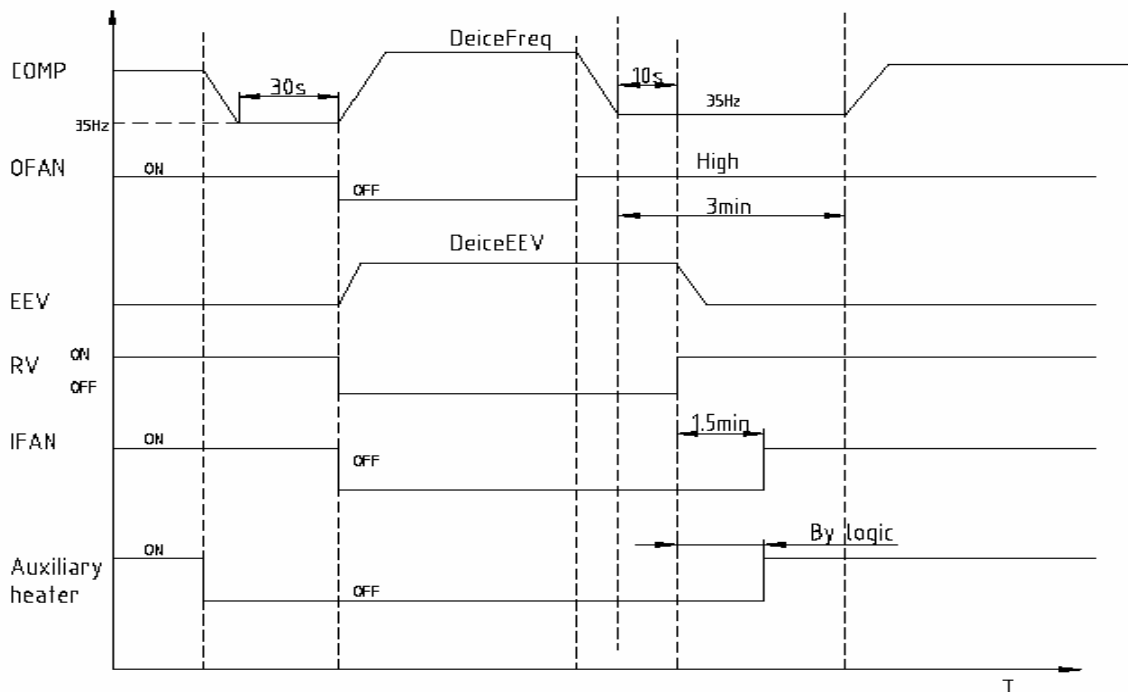 DeiceFreq
COMP
30s
10s
35Hz
35Hz
OFAN
ON
High
OFF
3min
DeiceEEV
EEV
ON
RV
OFF
1.5min
IFAN
ON
OFF
By logic
ON
Auxiliary
heater
OFF
T